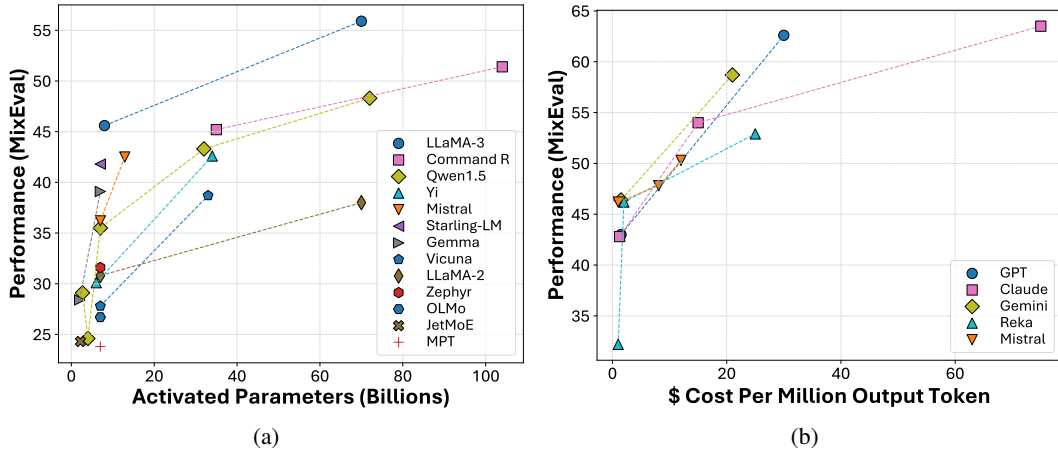 55
50
45
40
35
30
25
0
20
40
60
80
100
Performance (MixEval)
Activated Parameters (Billions)
LLaMA-3
Command R
Qwen1.5
Yi
Mistral
Starling-LM
Gemma
Vicuna
LLaMA-2
Zephyr
OLMo
JetMoE
MPT
(a)
65
60
55
50
45
40
35
0
20
40
60
Performance (MixEval)
$ Cost Per Million Output Token
GPT
Claude
Gemini
Reka
Mistral
(b)